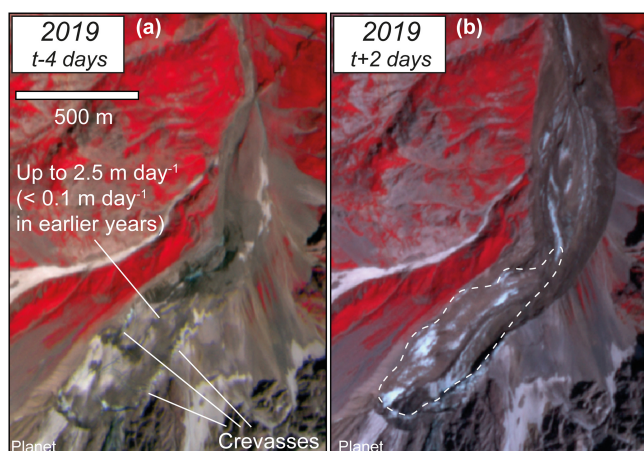 2019
t-4 days
(a)
500 m
Up to 2.5 m day-1
(< 0.1 m day-1
in earlier years)
Crevasses
Planet
2019
t+2 days
(b)
Planet